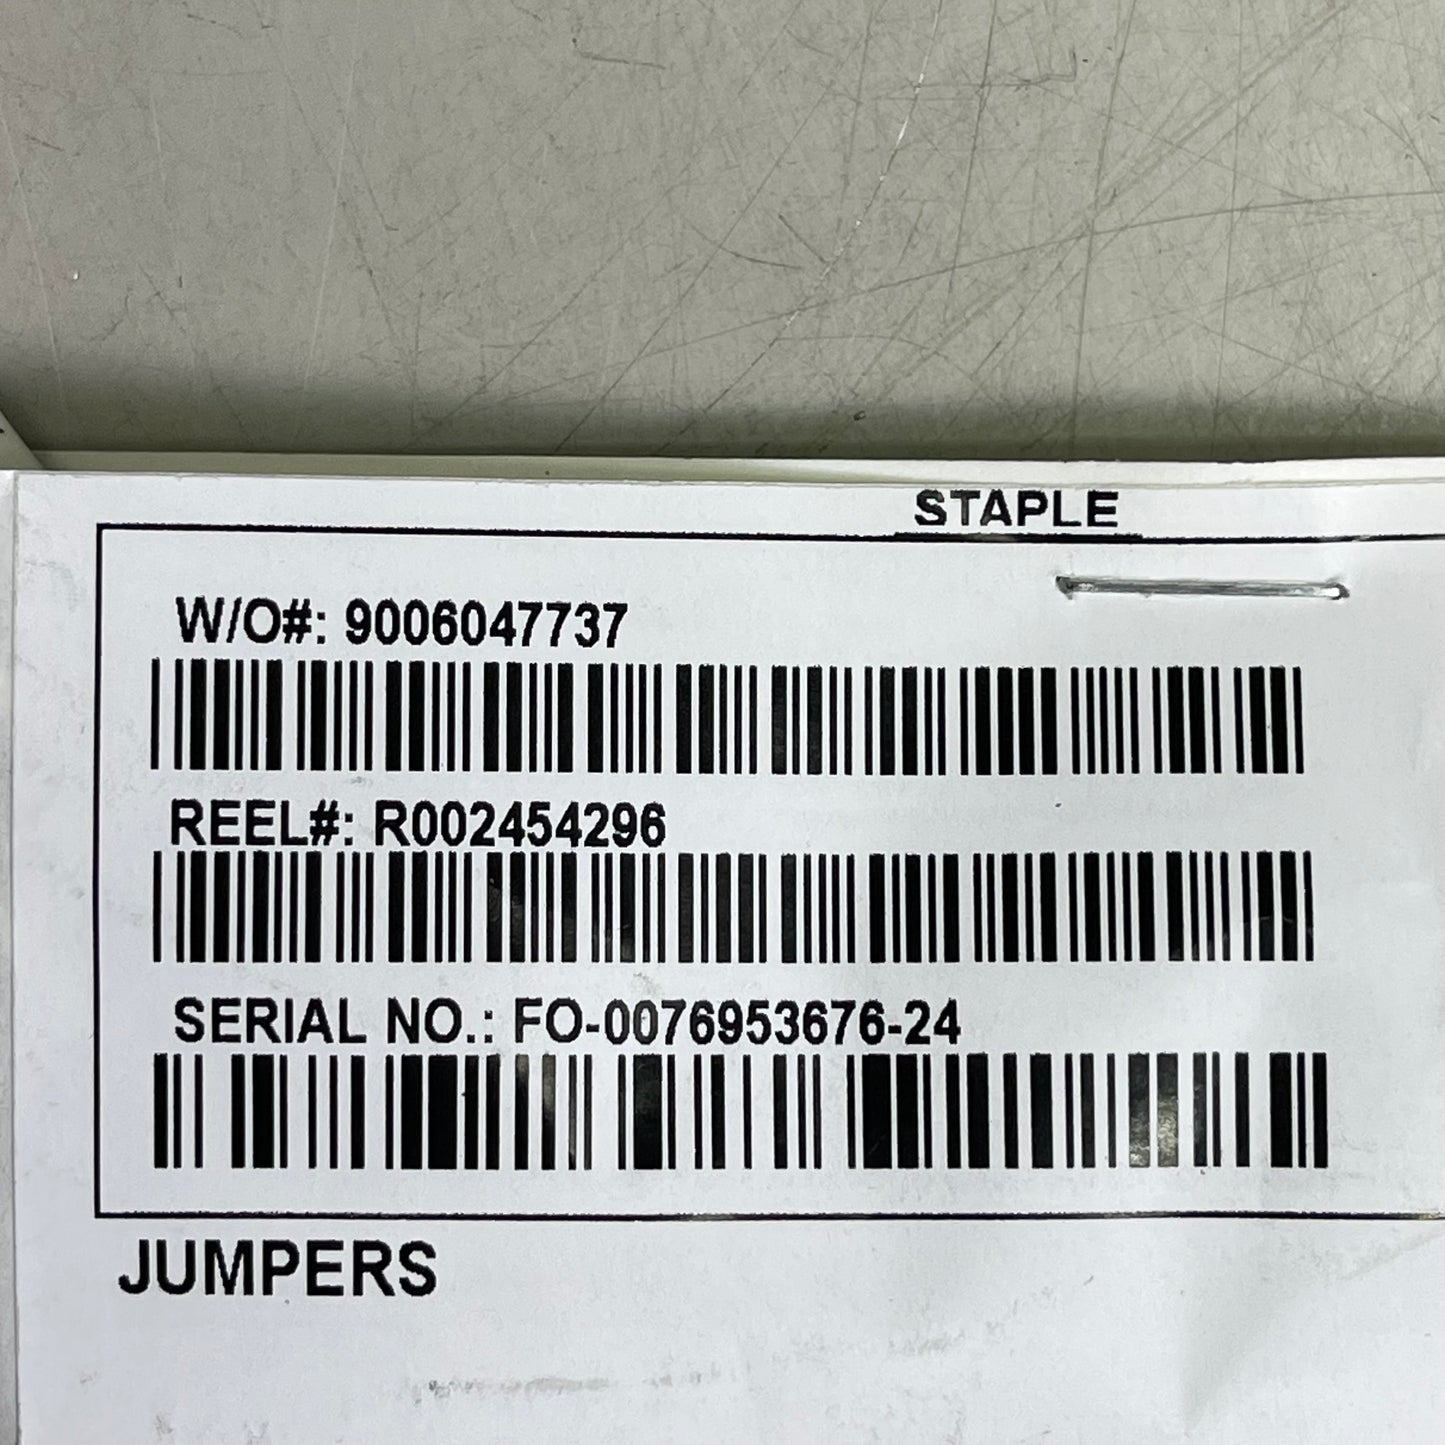 STAPLE
W/O#: 9006047737
REEL#: R002454296
SERIAL NO.: FO-0076953676-24
JUMPERS